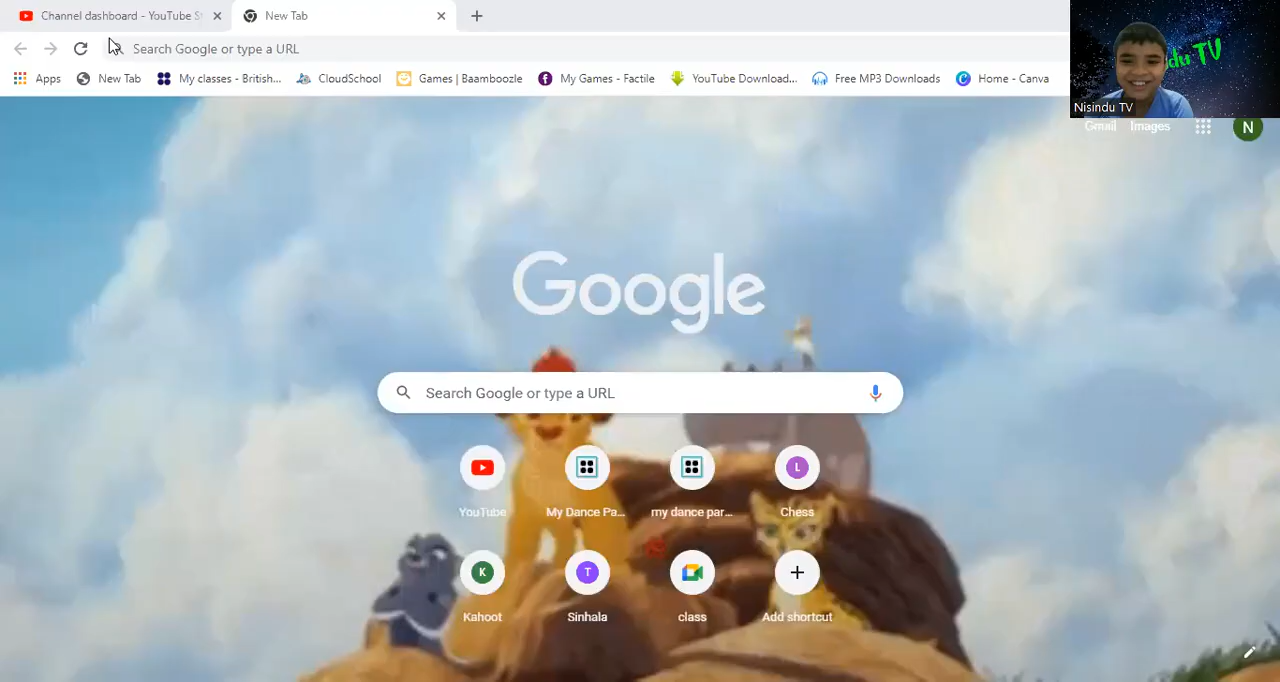 Channel dashboard - YouTube S
New Tab
Search Google or type a URL
Apps
New Tab
My classes - British...
CloudSchool
Games | Baamboozle
My Games - Factile
YouTube Download...
Free MP3 Downloads
Home - Canva
du TV
Nisindu TV
Gmail
Images
N
Google
Search Google or type a URL
L
YouTube
My Dance Pa...
my dance par...
Chess
K
T
Kahoot
Sinhala
class
Add shortcut